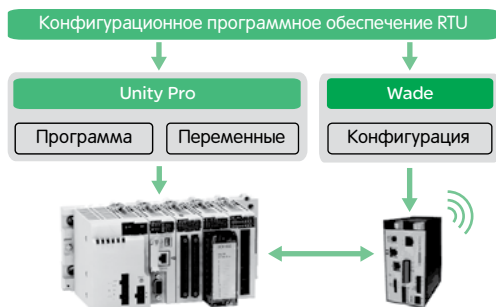 Конфигурационное программное обеспечение RTU
Unity Pro
Wade
Программа
Переменные
Конфигурация